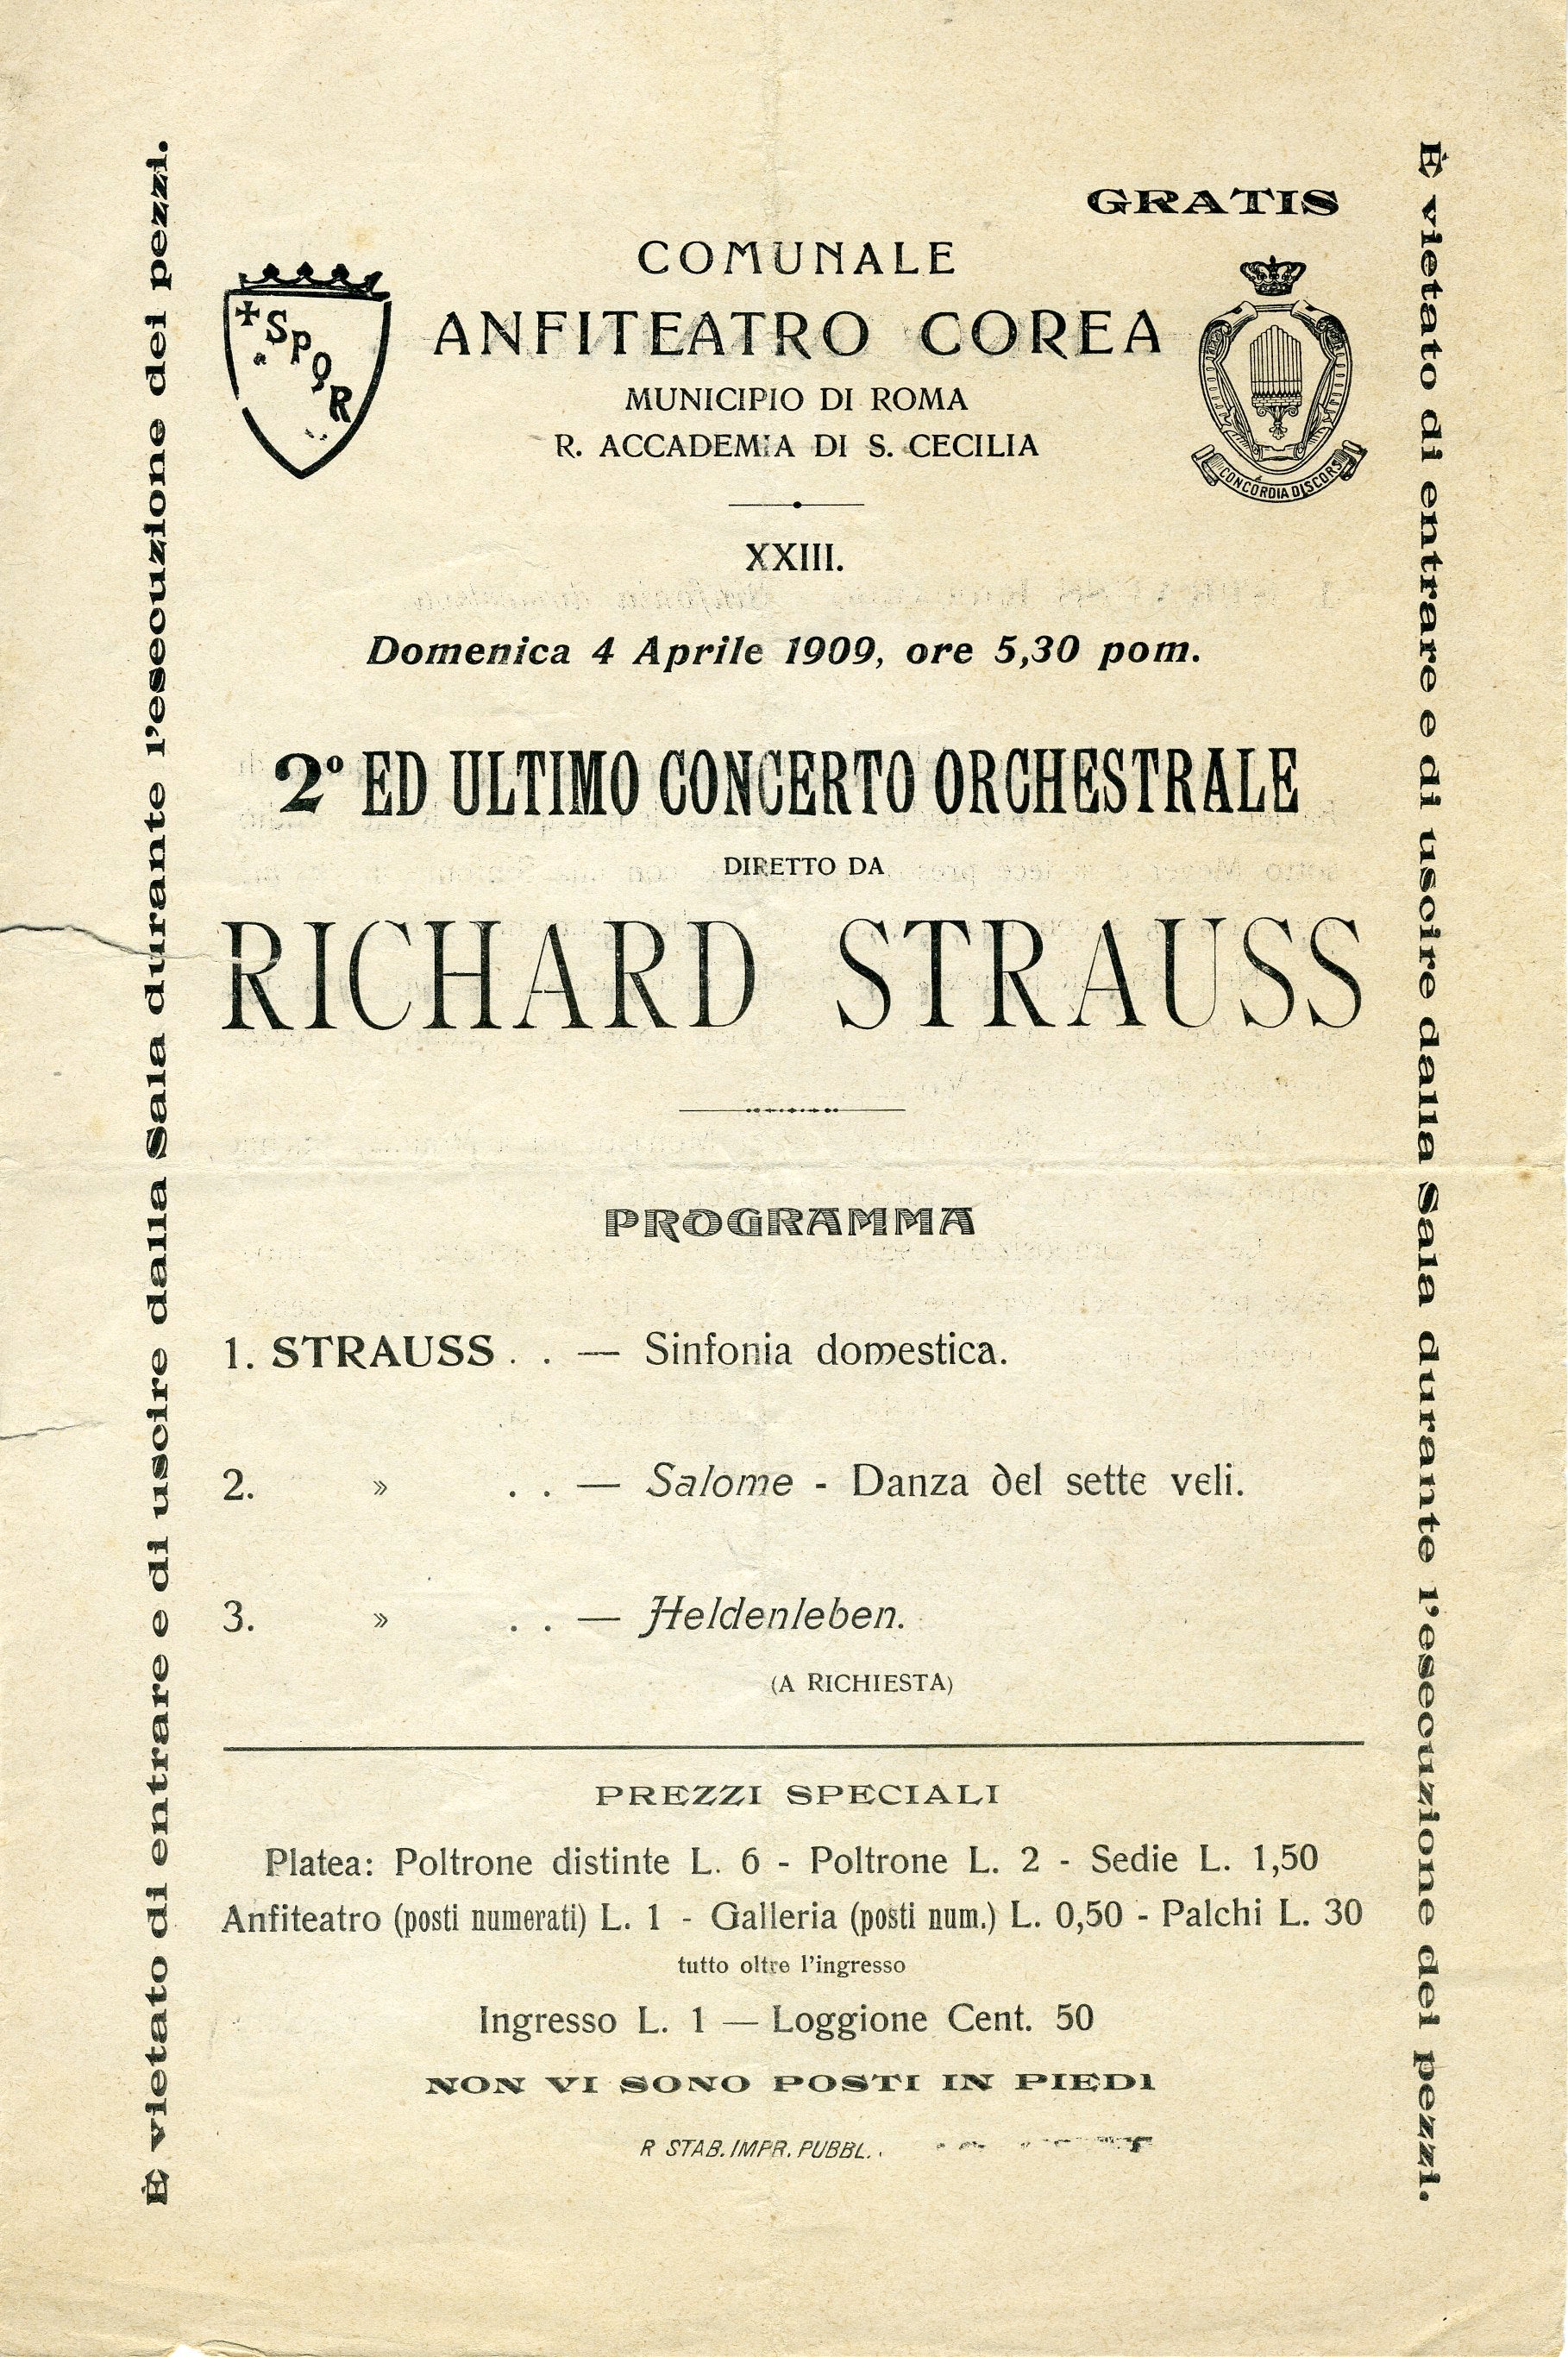 GRATIS
COMUNALE
ANFITEATRO COREA
MUNICIPIO DI ROMA
R. ACCADEMIA DI S. CECILIA
SPQR
CONCORDIA DISCORS
XXIII.
Domenica 4 Aprile 1909, ore 5,30 pom.
2° ED ULTIMO CONCERTO ORCHESTRALE
DIRETTO DA
RICHARD STRAUSS
PROGRAMMA
1. STRAUSS . . — Sinfonia domestica.
2. » . . — Salome - Danza del sette veli.
3. » . . — Heldenleben.
(A RICHIESTA)
PREZZI SPECIALI
Platea: Poltrone distinte L. 6 - Poltrone L. 2 - Sedie L. 1,50
Anfiteatro (posti numerati) L. 1 - Galleria (posti num.) L. 0,50 - Palchi L. 30
tutto oltre l'ingresso
Ingresso L. 1 — Loggione Cent. 50
NON VI SONO POSTI IN PIEDI
R STAB. IMPR. PUBBL.
È vietato di entrare e di uscire dalla Sala durante l'esecuzione dei pezzi.
È vietato di entrare e di uscire dalla Sala durante l'esecuzione dei pezzi.